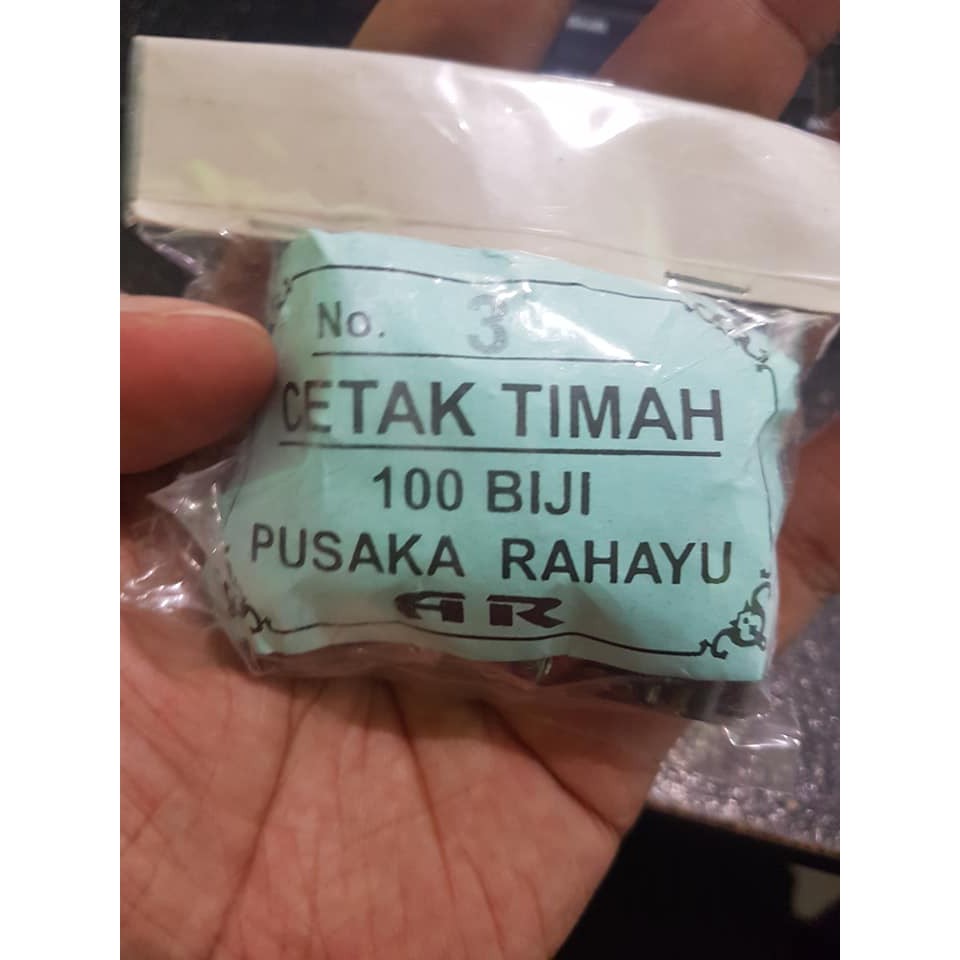 No. 3
CETAK TIMAH
100 BIJI
PUSAKA RAHAYU
AR